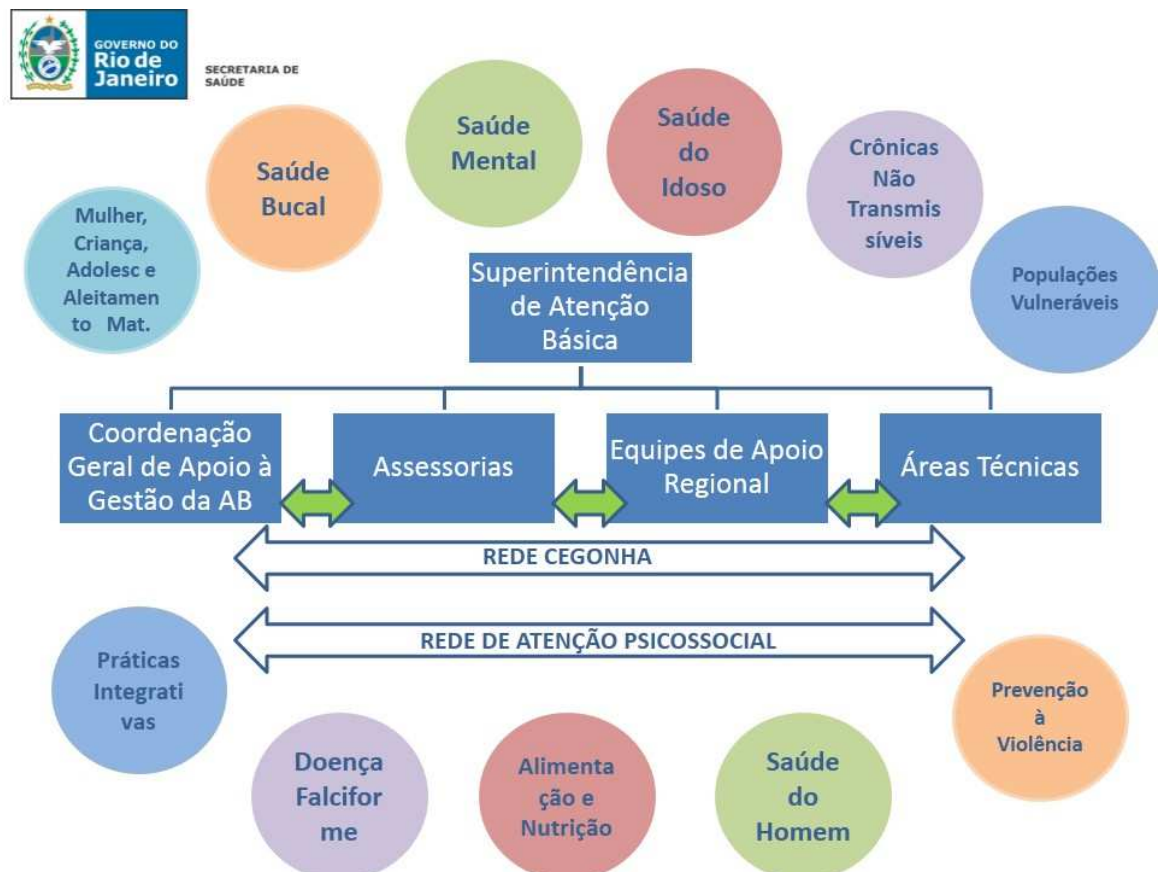 GOVERNO DO
Rio de
Janeiro
SECRETARIA DE
SAÚDE
Mulher,
Criança,
Adolesc e
Aleitamen
to Mat.
Saúde
Bucal
Saúde
Mental
Saúde
do
Idoso
Crônicas
Não
Transmis
síveis
Populações
Vulneráveis
Superintendência
de Atenção
Básica
Coordenação
Geral de Apoio à
Gestão da AB
Assessorias
Equipes de Apoio
Regional
Áreas Técnicas
REDE CEGONHA
REDE DE ATENÇÃO PSICOSSOCIAL
Práticas
Integrati
vas
Doença
Falcifor
me
Alimenta
ção e
Nutrição
Saúde
do
Homem
Prevenção
à
Violência